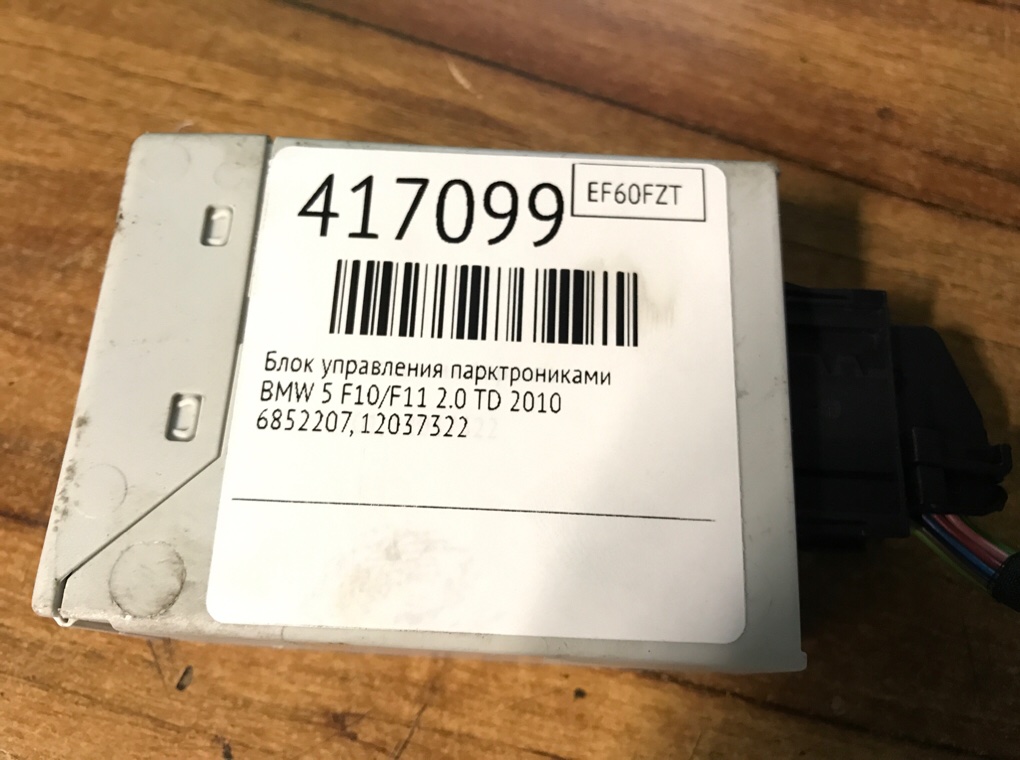 417099
EF60FZT
Блок управления парктрониками
BMW 5 F10/F11 2.0 TD 2010
6852207, 12037322